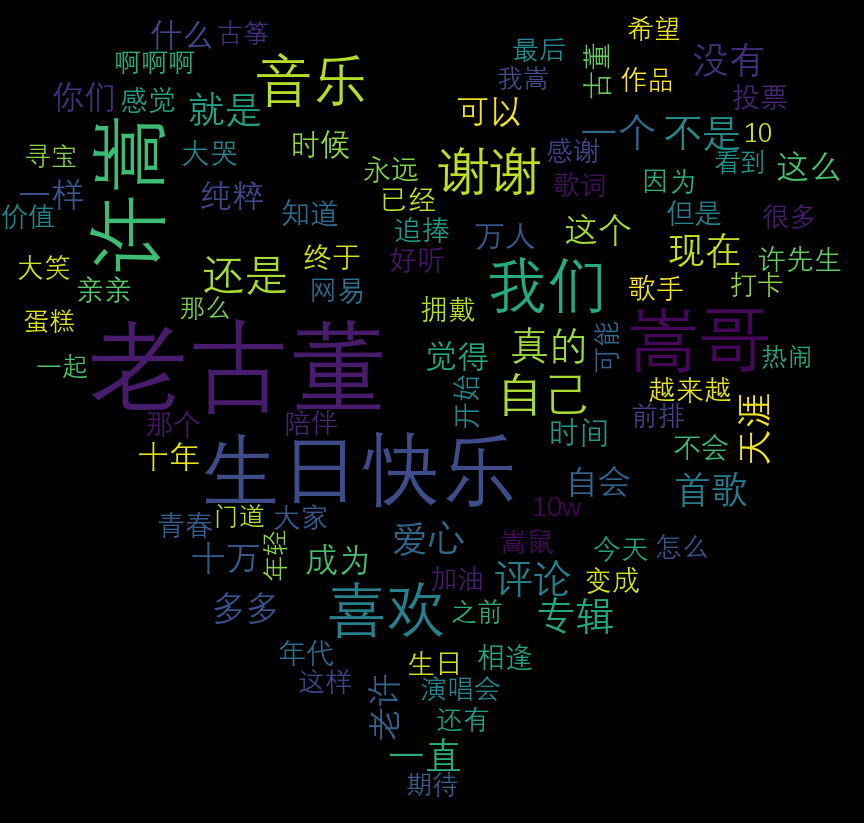 什么
古筝
希望
啊啊啊
音乐
最后
没有
我嵩
古董
作品
你们
感觉
就是
可以
投票
一个
不是
10
许嵩
时候
谢谢
感谢
看到
寻宝
大哭
永远
因为
这么
一样
纯粹
已经
歌词
价值
知道
追捧
万人
这个
但是
很多
大笑
还是
终于
好听
现在
许先生
亲亲
网易
我们
歌手
打卡
蛋糕
那么
拥戴
嵩哥
一起
老古董
觉得
真的
可能
热闹
开始
自己
越来越
那个
陪伴
前排
天涯
十年
生日快乐
时间
不会
自会
首歌
青春
门道
大家
10w
十万
年轻
成为
爱心
嵩鼠
今天
怎么
加油
评论
变成
多多
喜欢
之前
专辑
年代
生日
相逢
这样
老许
演唱会
还有
一直
期待